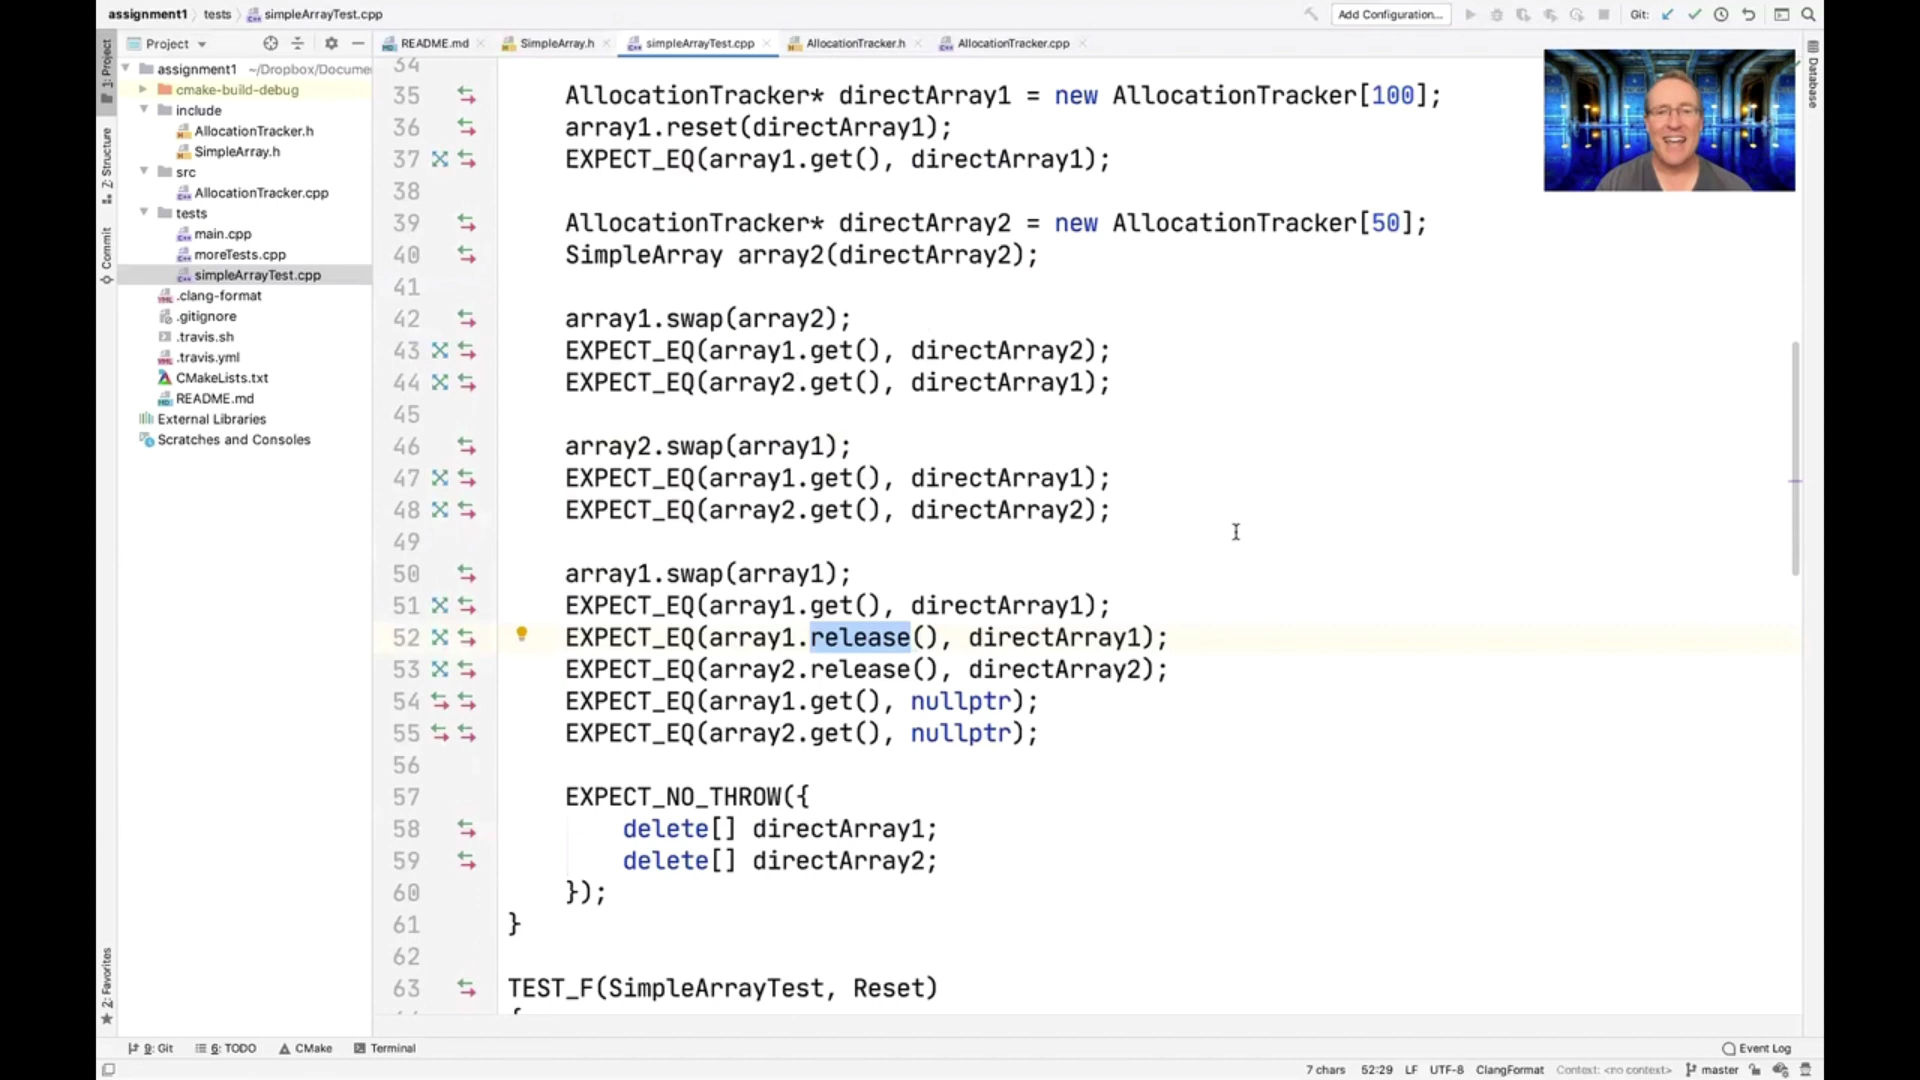 assignment1 tests simpleArrayTest.cpp
Add Configuration...
Git:
Project
README.md
SimpleArray.h
simpleArrayTest.cpp
AllocationTracker.h
AllocationTracker.cpp
1: Project
Z: Structure
Commit
2: Favorites
Database
assignment1 ~/Dropbox/Docume
cmake-build-debug
include
AllocationTracker.h
SimpleArray.h
src
AllocationTracker.cpp
tests
main.cpp
moreTests.cpp
simpleArrayTest.cpp
.clang-format
.gitignore
.travis.sh
.travis.yml
CMakeLists.txt
README.md
External Libraries
Scratches and Consoles
34
35 AllocationTracker* directArray1 = new AllocationTracker[100];
36 array1.reset(directArray1);
37 EXPECT_EQ(array1.get(), directArray1);
38
39 AllocationTracker* directArray2 = new AllocationTracker[50];
40 SimpleArray array2(directArray2);
41
42 array1.swap(array2);
43 EXPECT_EQ(array1.get(), directArray2);
44 EXPECT_EQ(array2.get(), directArray1);
45
46 array2.swap(array1);
47 EXPECT_EQ(array1.get(), directArray1);
48 EXPECT_EQ(array2.get(), directArray2);
49
50 array1.swap(array1);
51 EXPECT_EQ(array1.get(), directArray1);
52 EXPECT_EQ(array1.release(), directArray1);
53 EXPECT_EQ(array2.release(), directArray2);
54 EXPECT_EQ(array1.get(), nullptr);
55 EXPECT_EQ(array2.get(), nullptr);
56
57 EXPECT_NO_THROW({
58 delete[] directArray1;
59 delete[] directArray2;
60 });
61 }
62
63 TEST_F(SimpleArrayTest, Reset)
{
9: Git
6: TODO
CMake
Terminal
Event Log
7 chars 52:29 LF UTF-8 ClangFormat Context: <no context> master